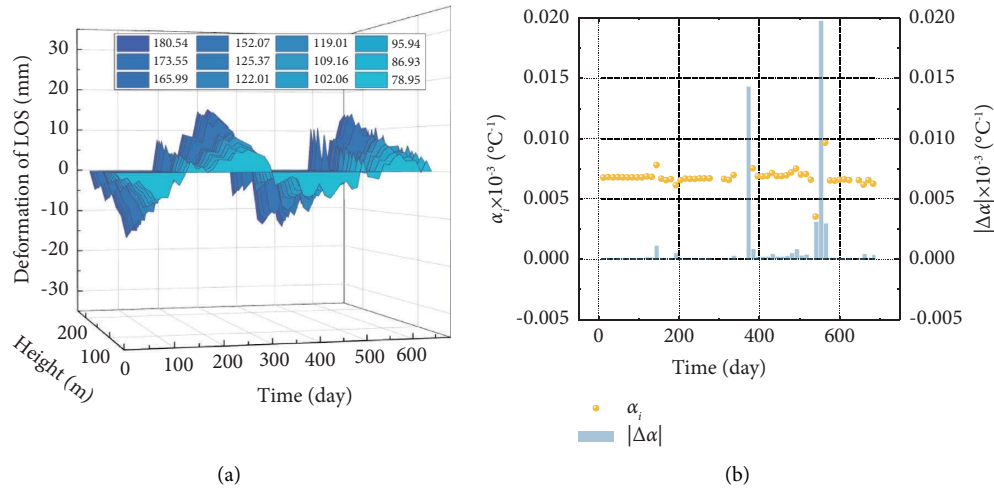 30
20
10
0
-10
-20
-30
Deformation of LOS (mm)
180.54 152.07 119.01 95.94
173.55 125.37 109.16 86.93
165.99 122.01 102.06 78.95
200
100
Height (m)
0 100 200 300 400 500 600
Time (day)
(a)
0.020
0.015
0.010
0.005
0.000
-0.005
αᵢ×10⁻³ (°C⁻¹)
0.020
0.015
0.010
0.005
0.000
-0.005
|Δα|×10⁻³ (°C⁻¹)
0 200 400 600
Time (day)
αᵢ
|Δα|
(b)